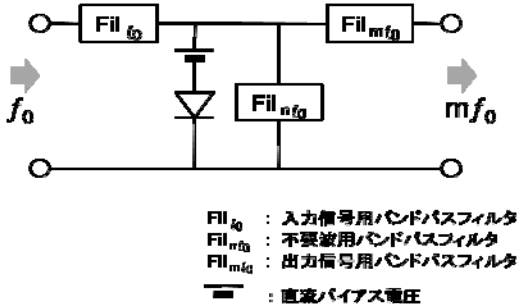 Fil f0
Fil mf0
Fil nf0
f0
mf0
Fil f0 : 入力信号用バンドパスフィルタ
Fil nf0 : 不要波用バンドパスフィルタ
Fil mf0 : 出力信号用バンドパスフィルタ
: 直流バイアス電圧